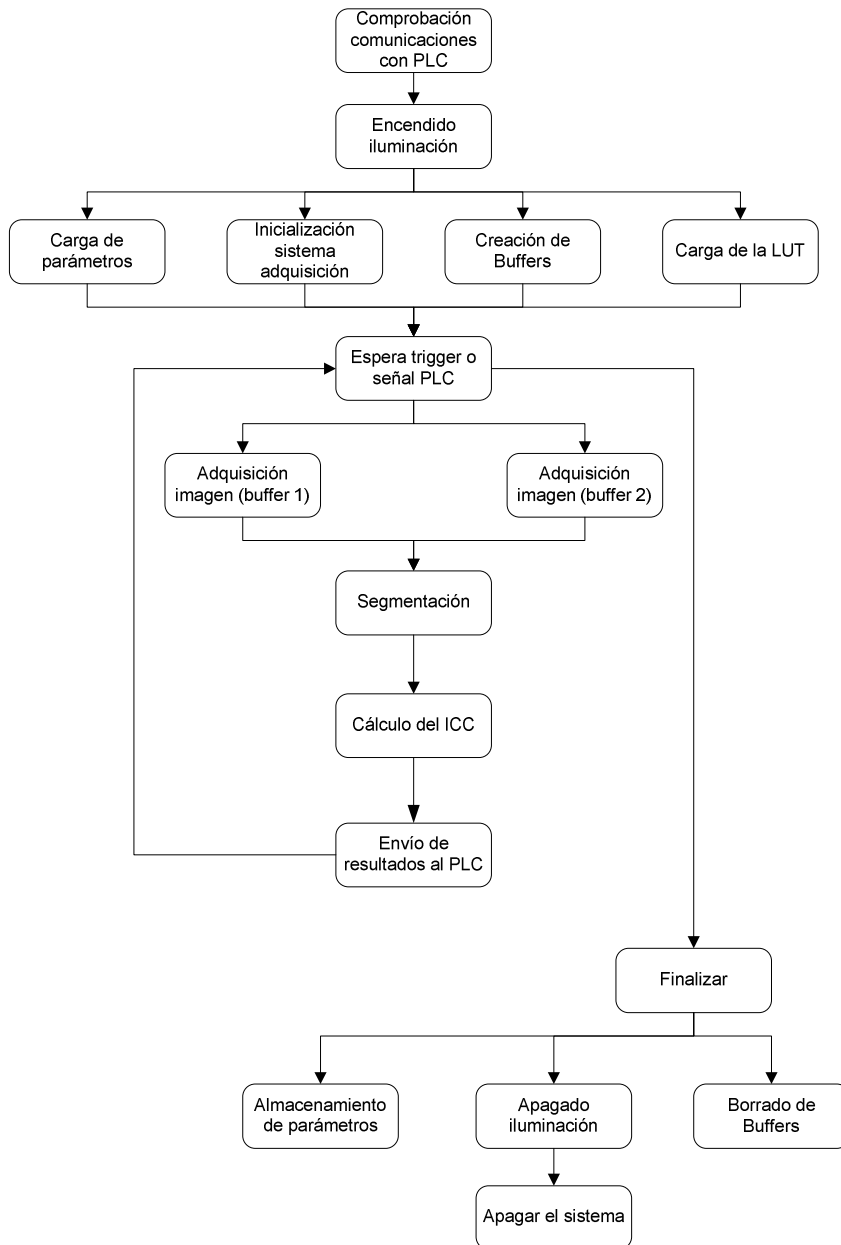 Comprobación
comunicaciones
con PLC
Encendido
iluminación
Carga de
parámetros
Inicialización
sistema
adquisición
Creación de
Buffers
Carga de la LUT
Espera trigger o
señal PLC
Adquisición
imagen (buffer 1)
Adquisición
imagen (buffer 2)
Segmentación
Cálculo del ICC
Envío de
resultados al PLC
Finalizar
Almacenamiento
de parámetros
Apagado
iluminación
Borrado de
Buffers
Apagar el sistema